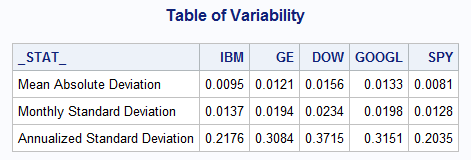 Table of Variability
_STAT_ IBM GE DOW GOOGL SPY
Mean Absolute Deviation 0.0095 0.0121 0.0156 0.0133 0.0081
Monthly Standard Deviation 0.0137 0.0194 0.0234 0.0198 0.0128
Annualized Standard Deviation 0.2176 0.3084 0.3715 0.3151 0.2035